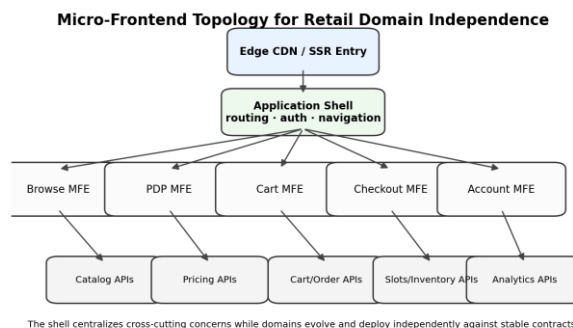 Micro-Frontend Topology for Retail Domain Independence
Edge CDN / SSR Entry
Application Shell
routing · auth · navigation
Browse MFE
PDP MFE
Cart MFE
Checkout MFE
Account MFE
Catalog APIs
Pricing APIs
Cart/Order APIs
Slots/Inventory APIs
Analytics APIs
The shell centralizes cross-cutting concerns while domains evolve and deploy independently against stable contracts